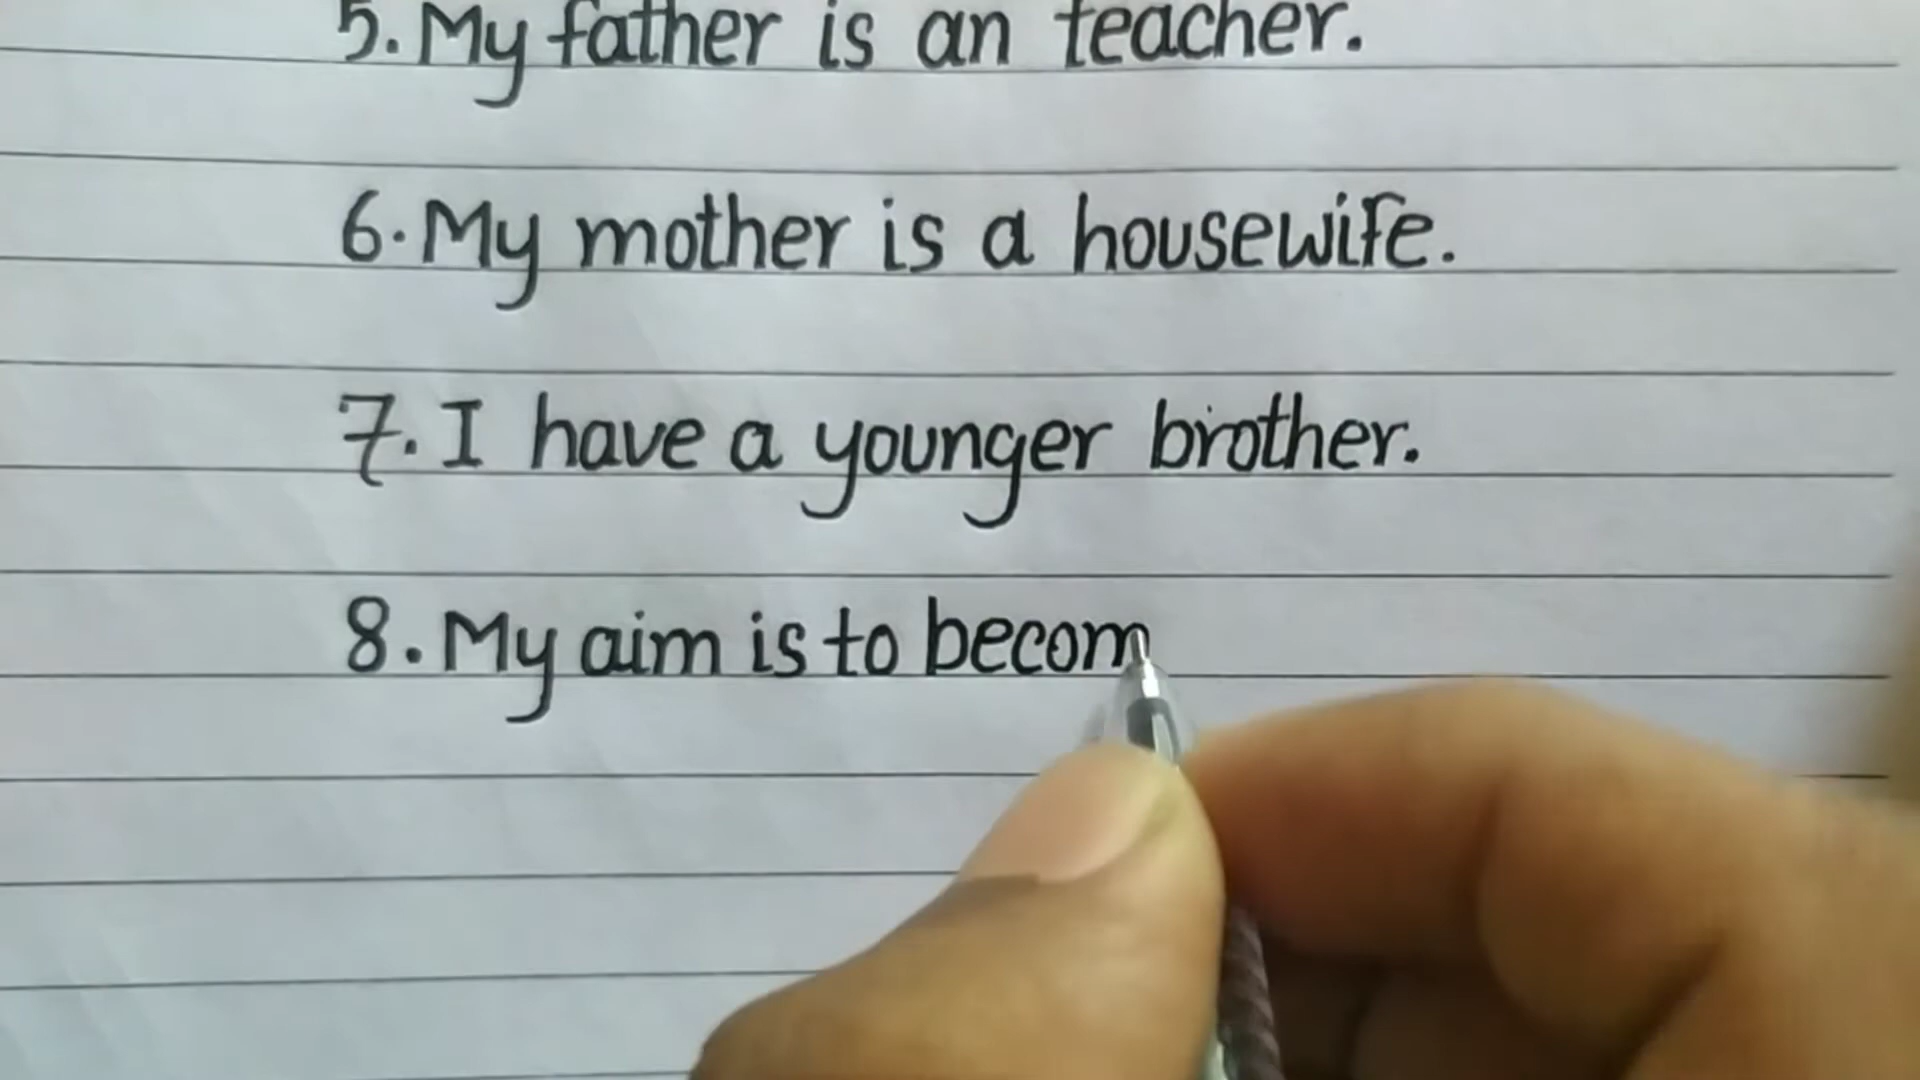 5. My father is an teacher.
6. My mother is a housewife.
7. I have a younger brother.
8. My aim is to becom